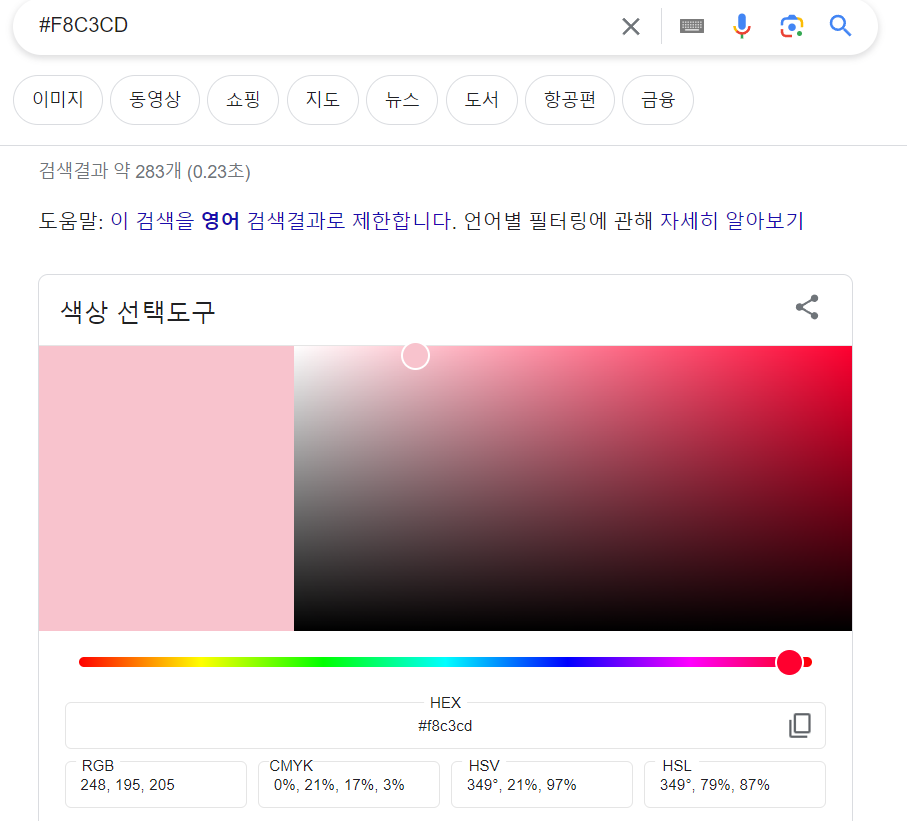 #F8C3CD
이미지 동영상 쇼핑 지도 뉴스 도서 항공편 금융
검색결과 약 283개 (0.23초)
도움말: 이 검색을 영어 검색결과로 제한합니다. 언어별 필터링에 관해 자세히 알아보기
색상 선택도구
HEX
#f8c3cd
RGB CMYK HSV HSL
248, 195, 205 0%, 21%, 17%, 3% 349°, 21%, 97% 349°, 79%, 87%